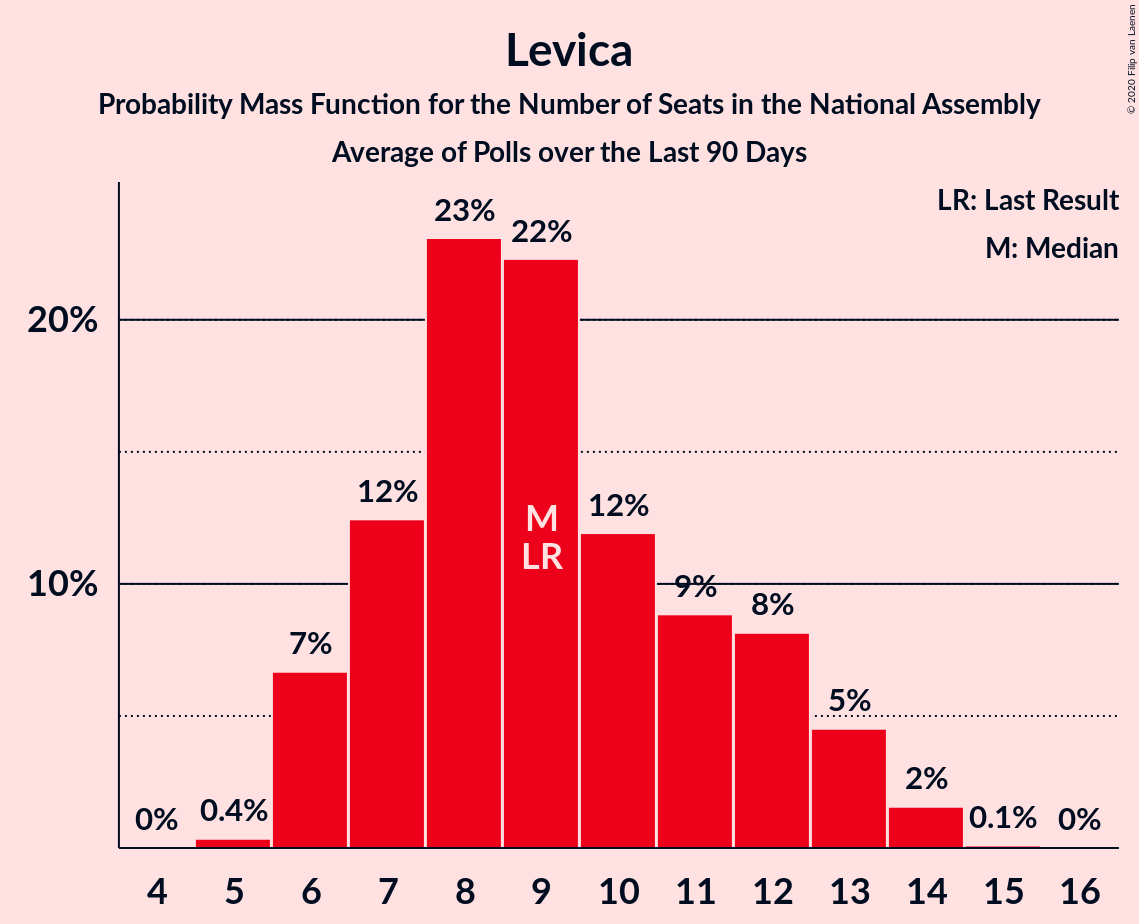 Levica
Probability Mass Function for the Number of Seats in the National Assembly
Average of Polls over the Last 90 Days
© 2020 Filip van Laenen
LR: Last Result
M: Median
20%
10%
0%
0.4%
7%
12%
23%
22%
12%
9%
8%
5%
2%
0.1%
0%
M
LR
4 5 6 7 8 9 10 11 12 13 14 15 16